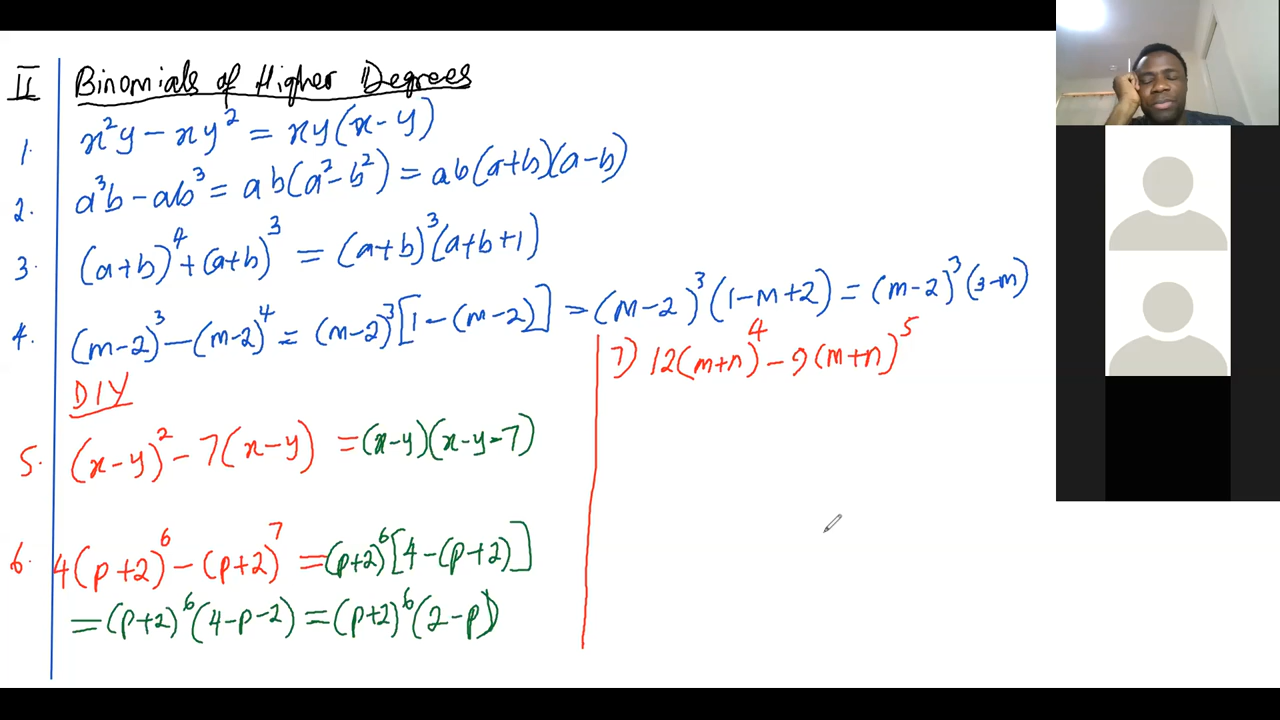 II Binomials of Higher Degrees
1. x²y − xy² = xy(x − y)
2. a³b − ab³ = ab(a² − b²) = ab(a+b)(a−b)
3. (a+b)⁴ + (a+b)³ = (a+b)³(a+b+1)
4. (m−2)³ − (m−2)⁴ = (m−2)³[1 − (m−2)] = (m−2)³(1−m+2) = (m−2)³(3−m)
DIY
5. (x−y)² − 7(x−y) = (x−y)(x−y−7)
6. 4(p+2)⁶ − (p+2)⁷ = (p+2)⁶[4 − (p+2)]
= (p+2)⁶(4−p−2) = (p+2)⁶(2−p)
7) 12(m+n)⁴ − 9(m+n)⁵